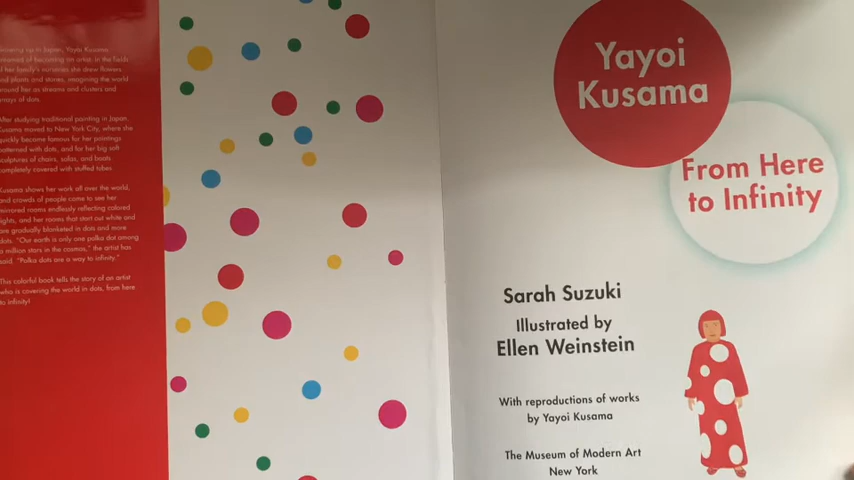 Growing up in Japan, Yayoi Kusama
dreamed of becoming an artist. In the fields
of her family's nurseries she drew flowers
and plants and stones, imagining the world
around her as streams and clusters and
arrays of dots.
After studying traditional painting in Japan,
Kusama moved to New York City, where she
quickly became famous for her paintings
patterned with dots, and for her big soft
sculptures of chairs, sofas, and boats
completely covered with stuffed tubes.
Kusama shows her work all over the world,
and crowds of people come to see her
mirrored rooms endlessly reflecting colored
lights, and her rooms that start out white and
are gradually blanketed in dots and more
dots. "Our earth is only one polka dot among
a million stars in the cosmos," the artist has
said. "Polka dots are a way to infinity."
This colorful book tells the story of an artist
who is covering the world in dots, from here
to infinity!
Yayoi
Kusama
From Here
to Infinity
Sarah Suzuki
Illustrated by
Ellen Weinstein
With reproductions of works
by Yayoi Kusama
The Museum of Modern Art
New York